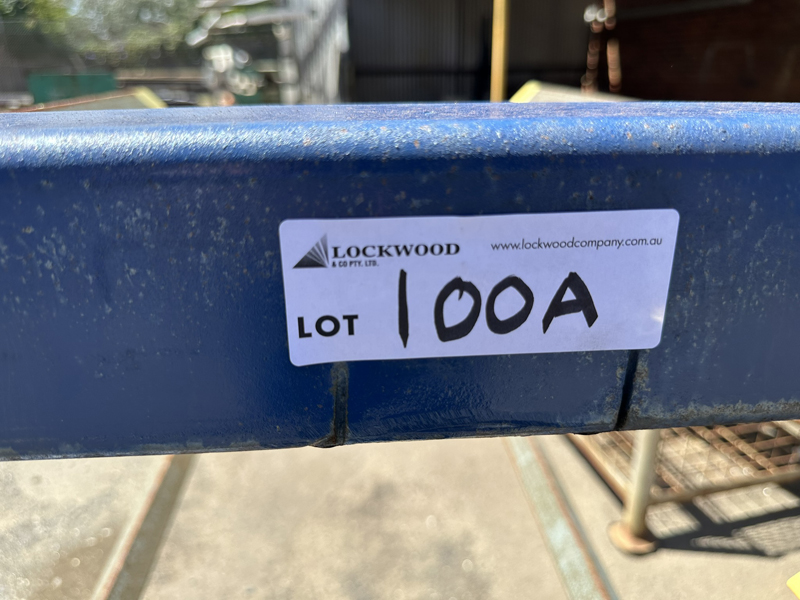 LOCKWOOD
& CO PTY. LTD.
www.lockwoodcompany.com.au
LOT 100A